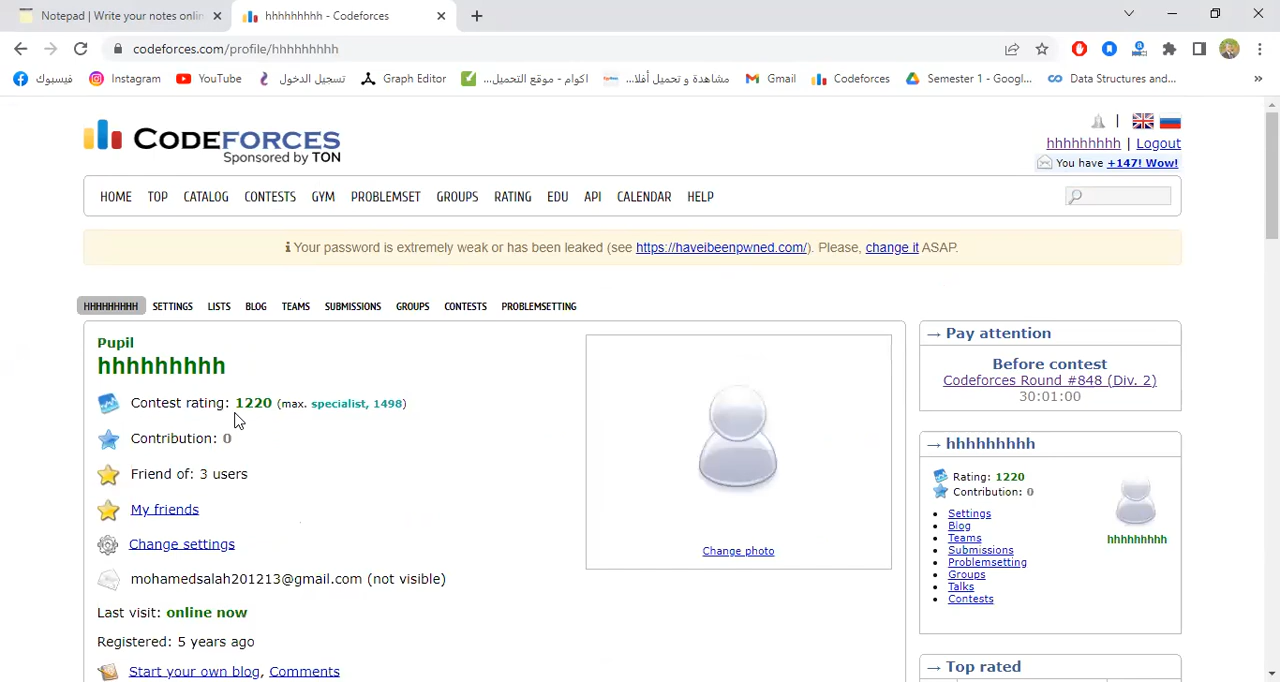 Notepad | Write your notes onlin
hhhhhhhhh - Codeforces
codeforces.com/profile/hhhhhhhhh
فيسبوك Instagram YouTube تسجيل الدخول Graph Editor اكوام - موقع التحميل... مشاهدة و تحميل أفلا... Gmail Codeforces Semester 1 - Googl... Data Structures and... »
CODEFORCES
Sponsored by TON
hhhhhhhhh | Logout
You have +147! Wow!
HOME TOP CATALOG CONTESTS GYM PROBLEMSET GROUPS RATING EDU API CALENDAR HELP
Your password is extremely weak or has been leaked (see https://haveibeenpwned.com/). Please, change it ASAP.
HHHHHHHHH SETTINGS LISTS BLOG TEAMS SUBMISSIONS GROUPS CONTESTS PROBLEMSETTING
Pupil
hhhhhhhhh
Contest rating: 1220 (max. specialist, 1498)
Contribution: 0
Friend of: 3 users
My friends
Change settings
mohamedsalah201213@gmail.com (not visible)
Last visit: online now
Registered: 5 years ago
Start your own blog, Comments
Change photo
→ Pay attention
Before contest
Codeforces Round #848 (Div. 2)
30:01:00
→ hhhhhhhhh
Rating: 1220
Contribution: 0
Settings
Blog
Teams
Submissions
Problemsetting
Groups
Talks
Contests
hhhhhhhhh
→ Top rated